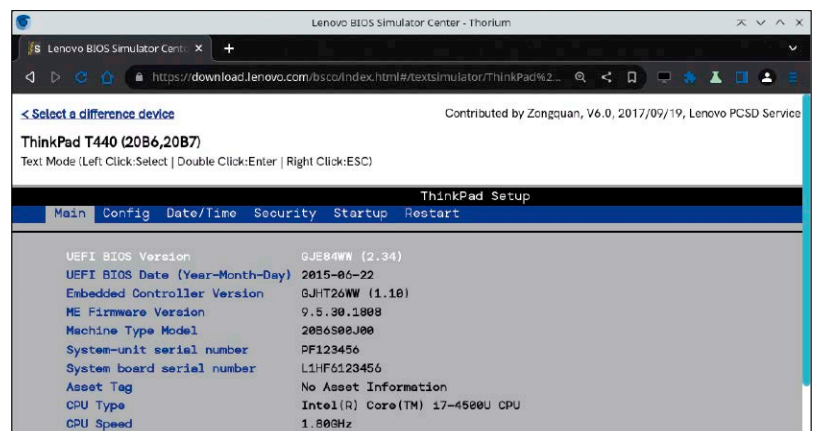 Lenovo BIOS Simulator Center - Thorium
Lenovo BIOS Simulator Cent
https://download.lenovo.com/bsco/index.html#/textsimulator/ThinkPad%2...
< Select a difference device
Contributed by Zongquan, V6.0, 2017/09/19, Lenovo PCSD Service
ThinkPad T440 (20B6,20B7)
Text Mode (Left Click:Select | Double Click:Enter | Right Click:ESC)
ThinkPad Setup
Main Config Date/Time Security Startup Restart
UEFI BIOS Version GJE84WW (2.34)
UEFI BIOS Date (Year-Month-Day) 2015-06-22
Embedded Controller Version GJHT26WW (1.10)
ME Firmware Version 9.5.30.1808
Machine Type Model 20B6S00J00
System-unit serial number PF123456
System board serial number L1HF6123456
Asset Tag No Asset Information
CPU Type Intel(R) Core(TM) i7-4500U CPU
CPU Speed 1.80GHz